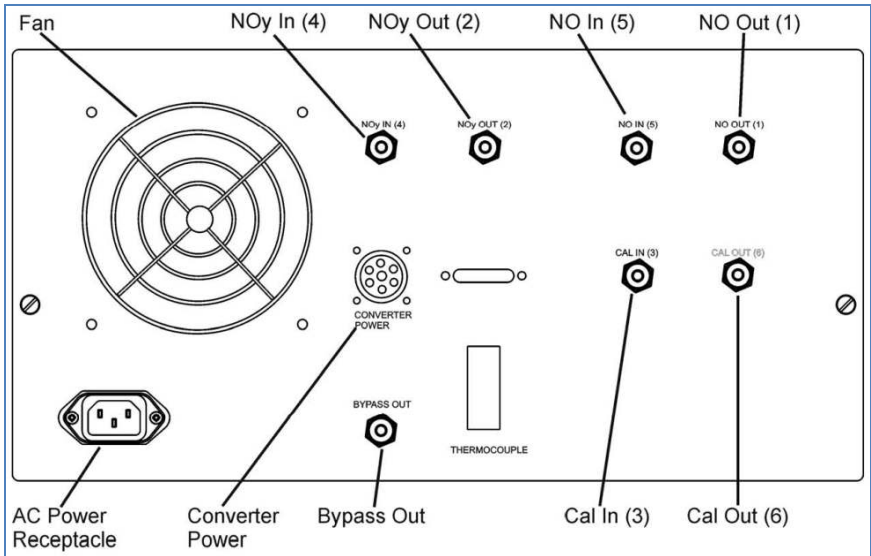 Fan
NOy In (4)
NOy Out (2)
NO In (5)
NO Out (1)
NOy IN (4)
NOy OUT (2)
NO IN (5)
NO OUT (1)
CAL IN (3)
CAL OUT (6)
CONVERTER
POWER
BYPASS OUT
THERMOCOUPLE
AC Power
Receptacle
Converter
Power
Bypass Out
Cal In (3)
Cal Out (6)